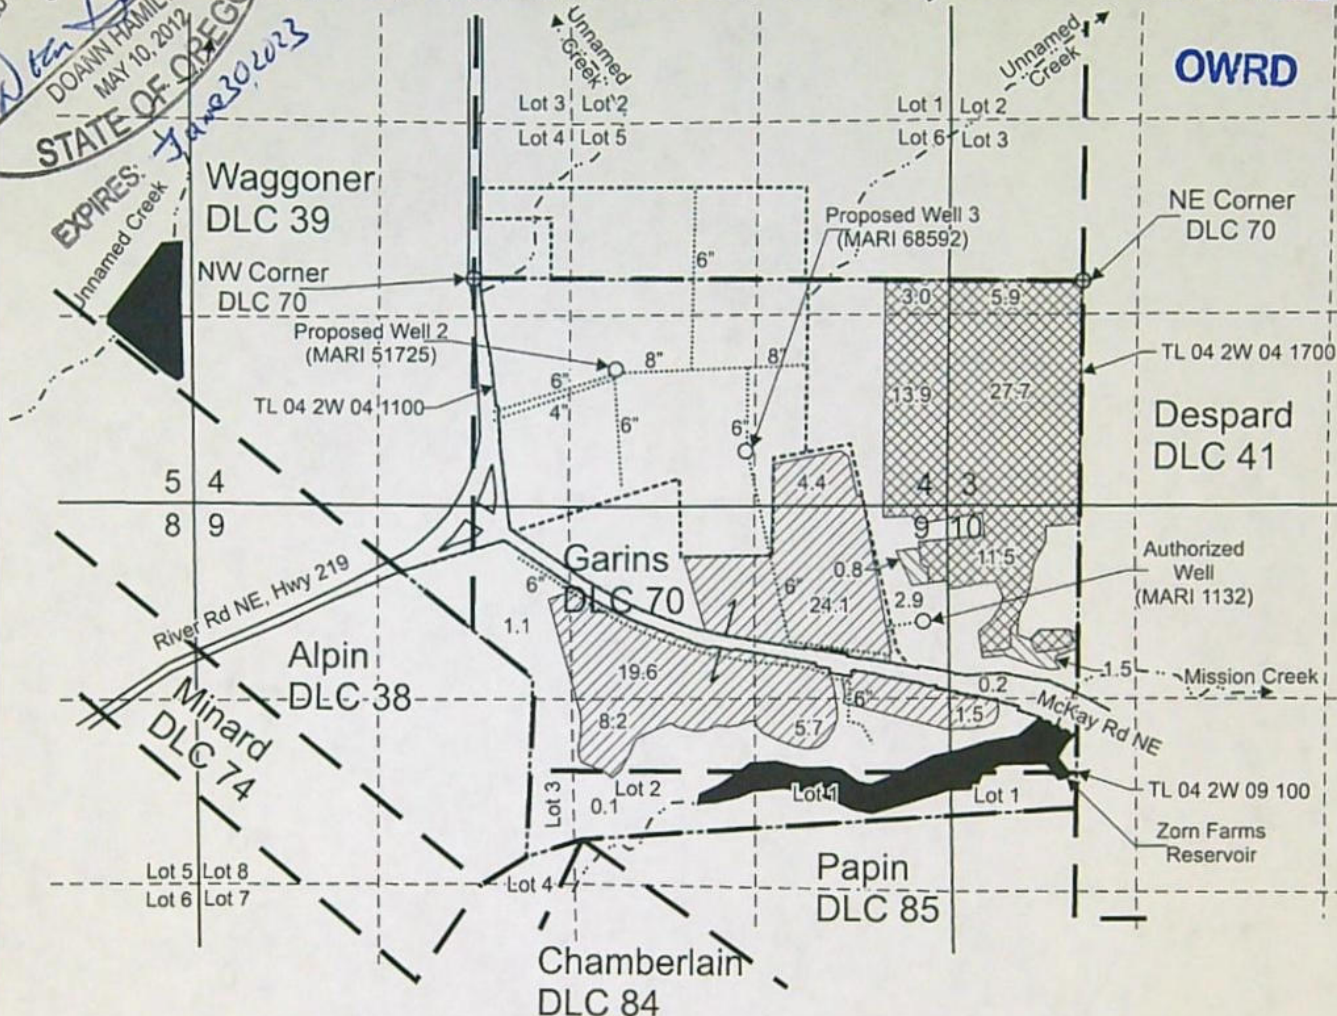 DOANN HAMIL
MAY 10, 2012
STATE OF OREGO
EXPIRES: June 30, 2023
OWRD
Unnamed
Creek
Unnamed
Creek
Lot 3 Lot 2
Lot 4 Lot 5
Lot 1 Lot 2
Lot 6 Lot 3
Unnamed Creek
Waggoner
DLC 39
NW Corner
DLC 70
Proposed Well 3
(MARI 68592)
NE Corner
DLC 70
6"
3.0
5.9
Proposed Well 2
(MARI 51725)
8"
8"
TL 04 2W 04 1700
6"
4"
TL 04 2W 04 1100
6"
6"
13.9
27.7
Despard
DLC 41
5 4
8 9
4.4
4 3
9 10
11.5
Garins
DLC 70
0.8
Authorized
Well
(MARI 1132)
River Rd NE, Hwy 219
6"
6"
24.1
2.9
1.1
Alpin
DLC 38
19.6
1.5
Mission Creek
0.2
McKay Rd NE
Minard
DLC 74
8.2
5.7
6"
1.5
Lot 3
Lot 2
0.1
Lot 1
Lot 1
TL 04 2W 09 100
Zorn Farms
Reservoir
Lot 5 Lot 8
Lot 6 Lot 7
Lot 4
Papin
DLC 85
Chamberlain
DLC 84